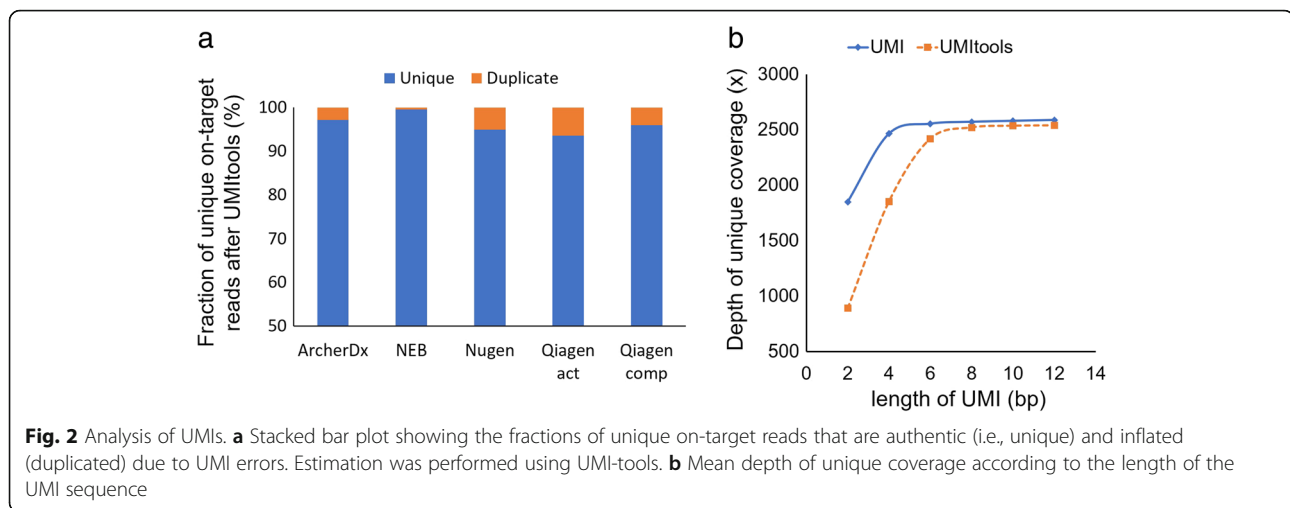 a
Unique Duplicate
Fraction of unique on-target
reads after UMItools (%)
100
90
80
70
60
50
ArcherDx NEB Nugen Qiagen Qiagen
act comp
b
UMI UMItools
Depth of unique coverage (x)
3000
2500
2000
1500
1000
500
0 2 4 6 8 10 12 14
length of UMI (bp)
Fig. 2 Analysis of UMIs. a Stacked bar plot showing the fractions of unique on-target reads that are authentic (i.e., unique) and inflated
(duplicated) due to UMI errors. Estimation was performed using UMI-tools. b Mean depth of unique coverage according to the length of the
UMI sequence